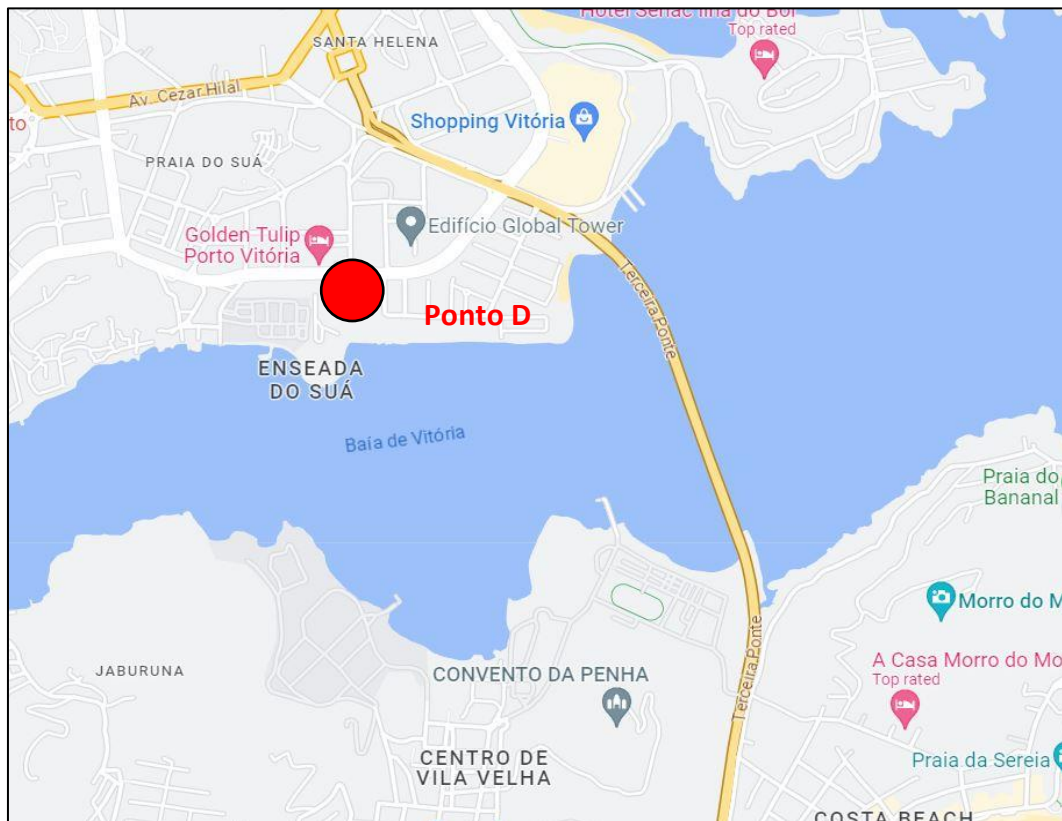 Hotel Senac Ilha do Boi
Top rated
SANTA HELENA
Av. Cezar Hilal
to
Shopping Vitória
PRAIA DO SUÁ
Edifício Global Tower
Golden Tulip
Porto Vitória
Terceira Ponte
Ponto D
ENSEADA
DO SUÁ
Baía de Vitória
Praia do
Bananal
Morro do M
JABURUNA
CONVENTO DA PENHA
Terceira Ponte
A Casa Morro do Mo
Top rated
CENTRO DE
VILA VELHA
Praia da Sereia
COSTA BEACH